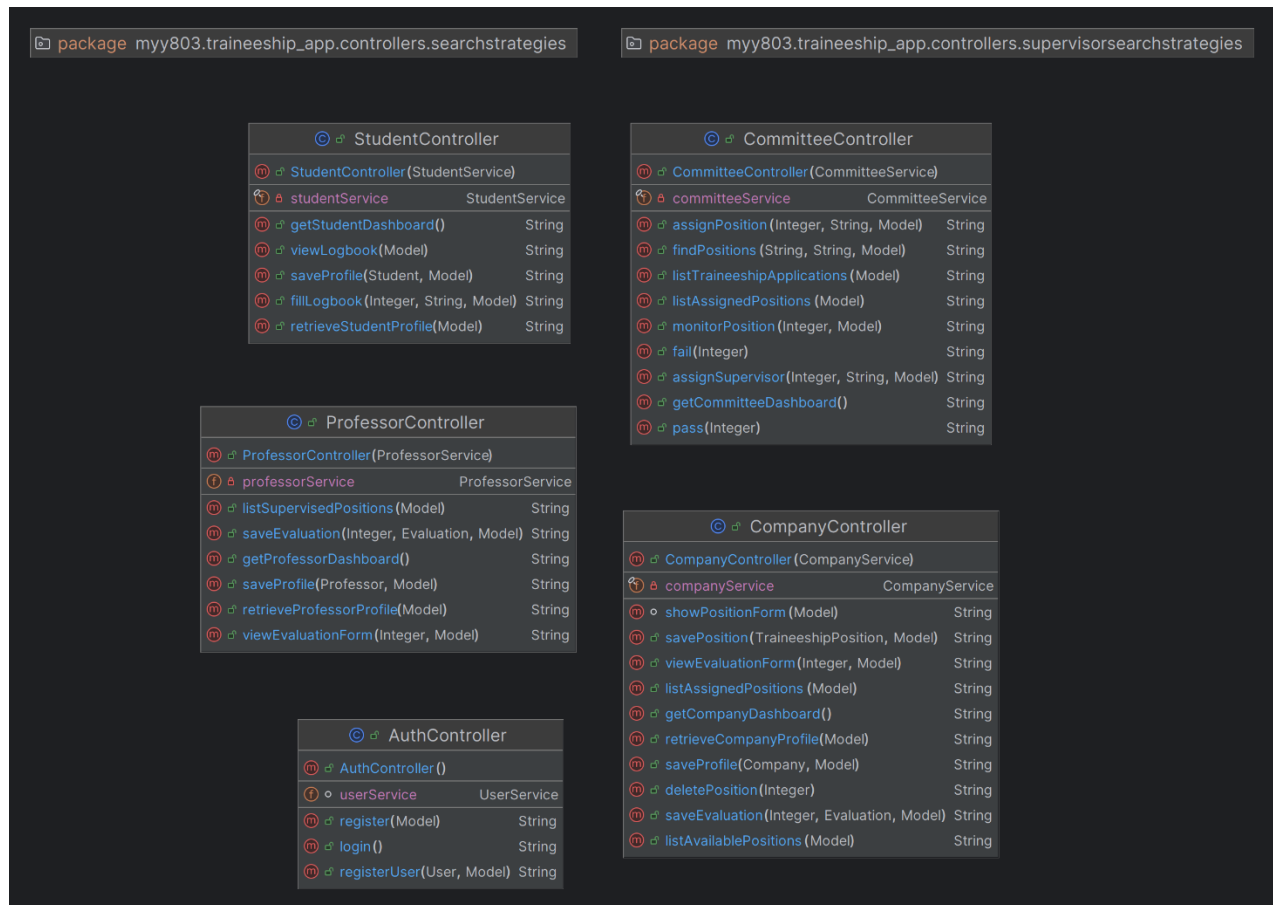 package myy803.traineeship_app.controllers.searchstrategies
package myy803.traineeship_app.controllers.supervisorsearchstrategies
StudentController
StudentController(StudentService)
studentService StudentService
getStudentDashboard() String
viewLogbook(Model) String
saveProfile(Student, Model) String
fillLogbook(Integer, String, Model) String
retrieveStudentProfile(Model) String
CommitteeController
CommitteeController(CommitteeService)
committeeService CommitteeService
assignPosition(Integer, String, Model) String
findPositions(String, String, Model) String
listTraineeshipApplications(Model) String
listAssignedPositions(Model) String
monitorPosition(Integer, Model) String
fail(Integer) String
assignSupervisor(Integer, String, Model) String
getCommitteeDashboard() String
pass(Integer) String
ProfessorController
ProfessorController(ProfessorService)
professorService ProfessorService
listSupervisedPositions(Model) String
saveEvaluation(Integer, Evaluation, Model) String
getProfessorDashboard() String
saveProfile(Professor, Model) String
retrieveProfessorProfile(Model) String
viewEvaluationForm(Integer, Model) String
CompanyController
CompanyController(CompanyService)
companyService CompanyService
showPositionForm(Model) String
savePosition(TraineeshipPosition, Model) String
viewEvaluationForm(Integer, Model) String
listAssignedPositions(Model) String
getCompanyDashboard() String
retrieveCompanyProfile(Model) String
saveProfile(Company, Model) String
deletePosition(Integer) String
saveEvaluation(Integer, Evaluation, Model) String
listAvailablePositions(Model) String
AuthController
AuthController()
userService UserService
register(Model) String
login() String
registerUser(User, Model) String